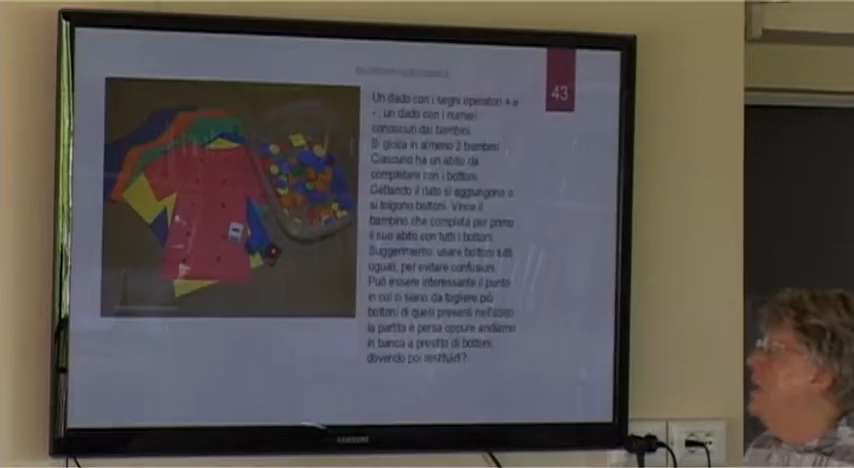 43
Un dado con i segni operatori + e
-, un dado con i numeri
conosciuti dai bambini.
Si gioca in almeno 2 bambini
Ciascuno ha un abito da
completare con i bottoni.
Gettando il dato si aggiungono o
si tolgono bottoni. Vince il
bambino che completa per primo
il suo abito con tutti i bottoni
Suggerimento: usare bottoni tutti
uguali, per evitare confusioni.
Può essere interessante il punto
in cui ci siano da togliere più
bottoni di quelli presenti nell'abito
la partita è persa oppure andiamo
in banca a prestito di bottoni,
dovendo poi restituirli?
SAMSUNG